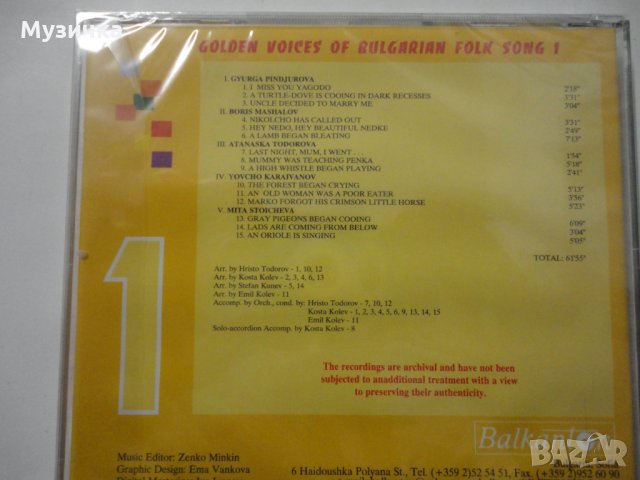 Музичка
GOLDEN VOICES OF BULGARIAN FOLK SONG 1
I. GYURGA PINDJUROVA
1. I MISS YOU YAGODO 2'18"
2. A TURTLE-DOVE IS COOING IN DARK RECESSES 3'31"
3. UNCLE DECIDED TO MARRY ME 3'04"
II. BORIS MASHALOV
4. NIKOLCHO HAS CALLED OUT 3'31"
5. HEY NEDO, HEY BEAUTIFUL NEDKE 2'49"
6. A LAMB BEGAN BLEATING 7'13"
III. ATANASKA TODOROVA
7. LAST NIGHT, MUM, I WENT . . . 1'54"
8. MUMMY WAS TEACHING PENKA 5'18"
9. A HIGH WHISTLE BEGAN PLAYING 2'41"
IV. YOVCHO KARAIVANOV
10. THE FOREST BEGAN CRYING 5'13"
11. AN OLD WOMAN WAS A POOR EATER 3'56"
12. MARKO FORGOT HIS CRIMSON LITTLE HORSE 5'23"
V. MITA STOICHEVA
13. GRAY PIGEONS BEGAN COOING 6'09"
14. LADS ARE COMING FROM BELOW 3'04"
15. AN ORIOLE IS SINGING 5'05"
TOTAL: 61'55"
Arr. by Hristo Todorov - 1, 10, 12
Arr. by Kosta Kolev - 2, 3, 4, 6, 13
Arr. by Stefan Kunev - 5, 14
Arr. by Emil Kolev - 11
Accomp. by Orch., cond. by: Hristo Todorov - 7, 10, 12
Kosta Kolev - 1, 2, 3, 4, 5, 6, 9, 13, 14, 15
Emil Kolev - 11
Solo-accordion Accomp. by Kosta Kolev - 8
The recordings are archival and have not been
subjected to anadditional treatment with a view
to preserving their authenticity.
1
BAZAR
Music Editor: Zenko Minkin
Graphic Design: Ema Vankova
6 Haidoushka Polyana St., Tel. (+359 2)52 54 51, Fax. (+359 2)952 60 90